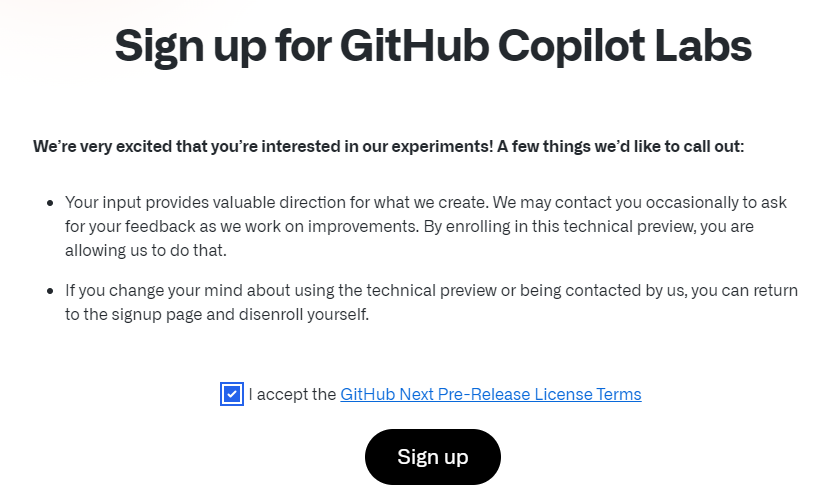 Sign up for GitHub Copilot Labs
We’re very excited that you’re interested in our experiments! A few things we’d like to call out:
• Your input provides valuable direction for what we create. We may contact you occasionally to ask
for your feedback as we work on improvements. By enrolling in this technical preview, you are
allowing us to do that.
• If you change your mind about using the technical preview or being contacted by us, you can return
to the signup page and disenroll yourself.
I accept the GitHub Next Pre-Release License Terms
Sign up